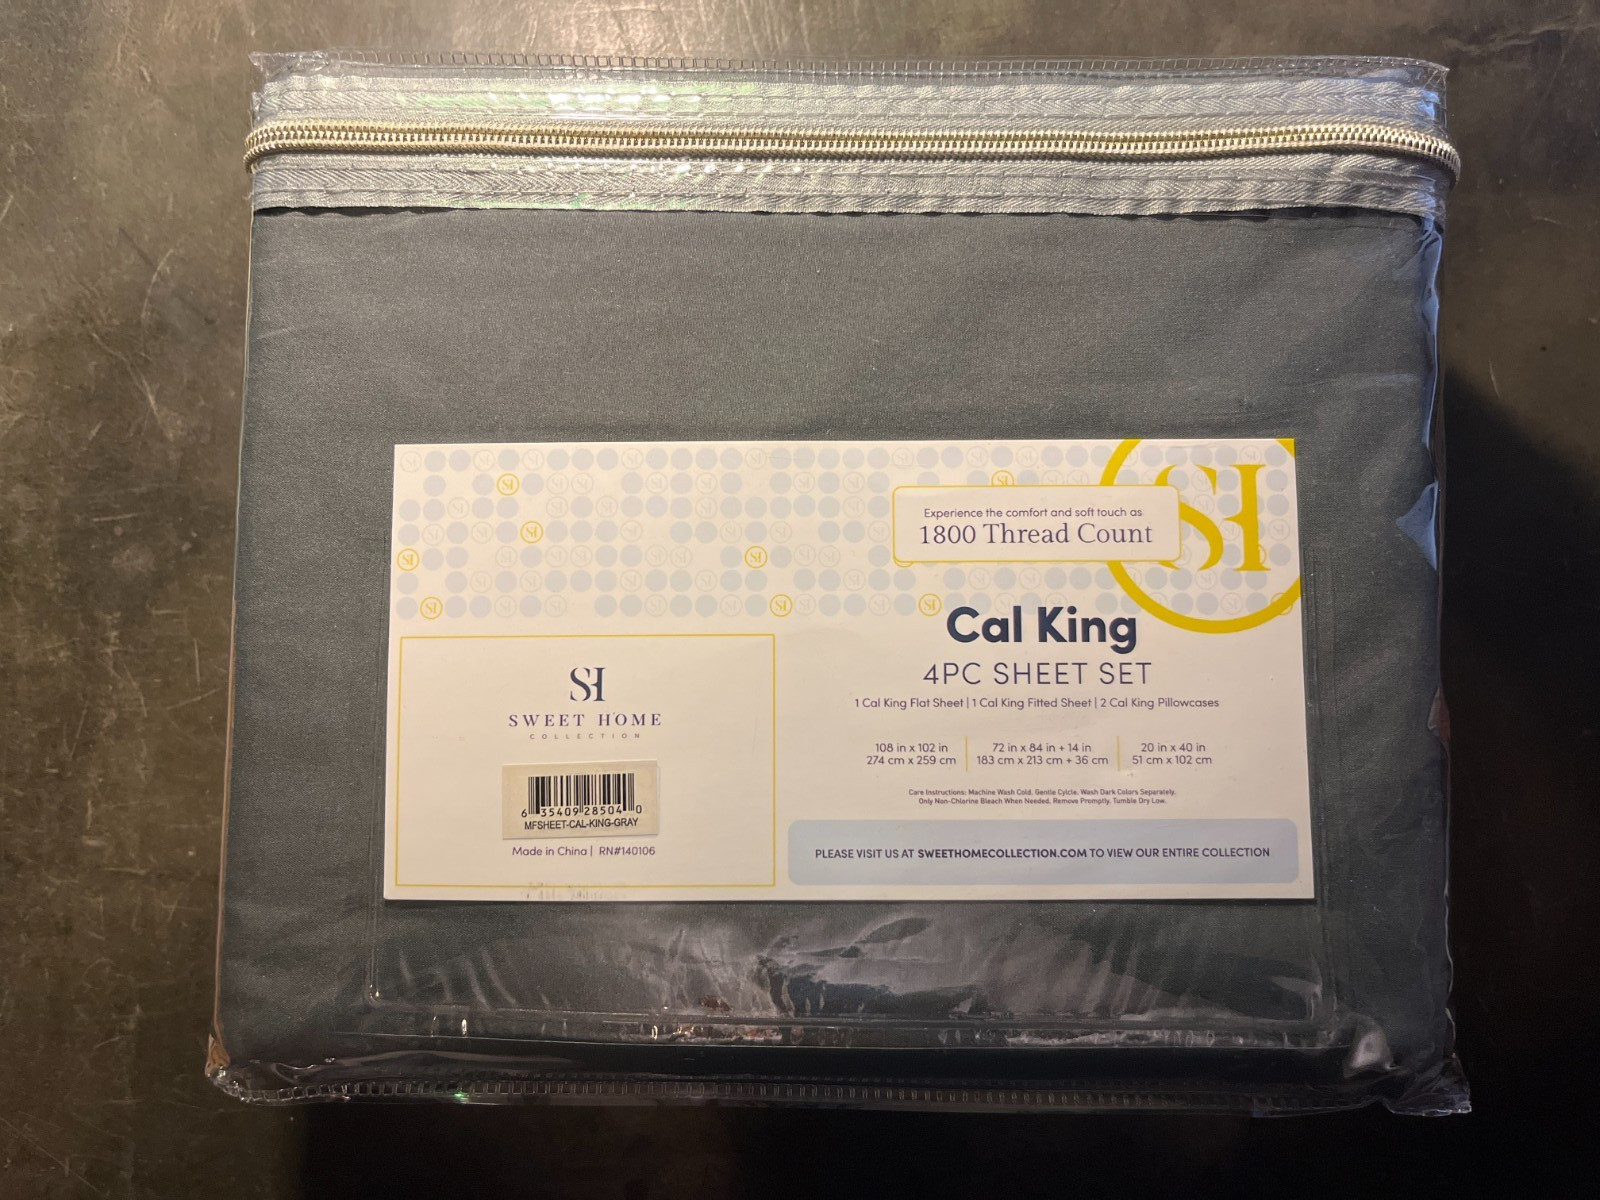 Experience the comfort and soft touch as
1800 Thread Count
SH
Cal King
4PC SHEET SET
1 Cal King Flat Sheet | 1 Cal King Fitted Sheet | 2 Cal King Pillowcases
108 in x 102 in
274 cm x 259 cm
72 in x 84 in + 14 in
183 cm x 213 cm + 36 cm
20 in x 40 in
51 cm x 102 cm
Care Instructions: Machine Wash Cold. Gentle Cylcle. Wash Dark Colors Separately.
Only Non-Chlorine Bleach When Needed. Remove Promptly. Tumble Dry Low.
PLEASE VISIT US AT SWEETHOMECOLLECTION.COM TO VIEW OUR ENTIRE COLLECTION
SH
SWEET HOME
COLLECTION
6 35409 28504 0
MFSHEET-CAL-KING-GRAY
Made in China | RN#140106